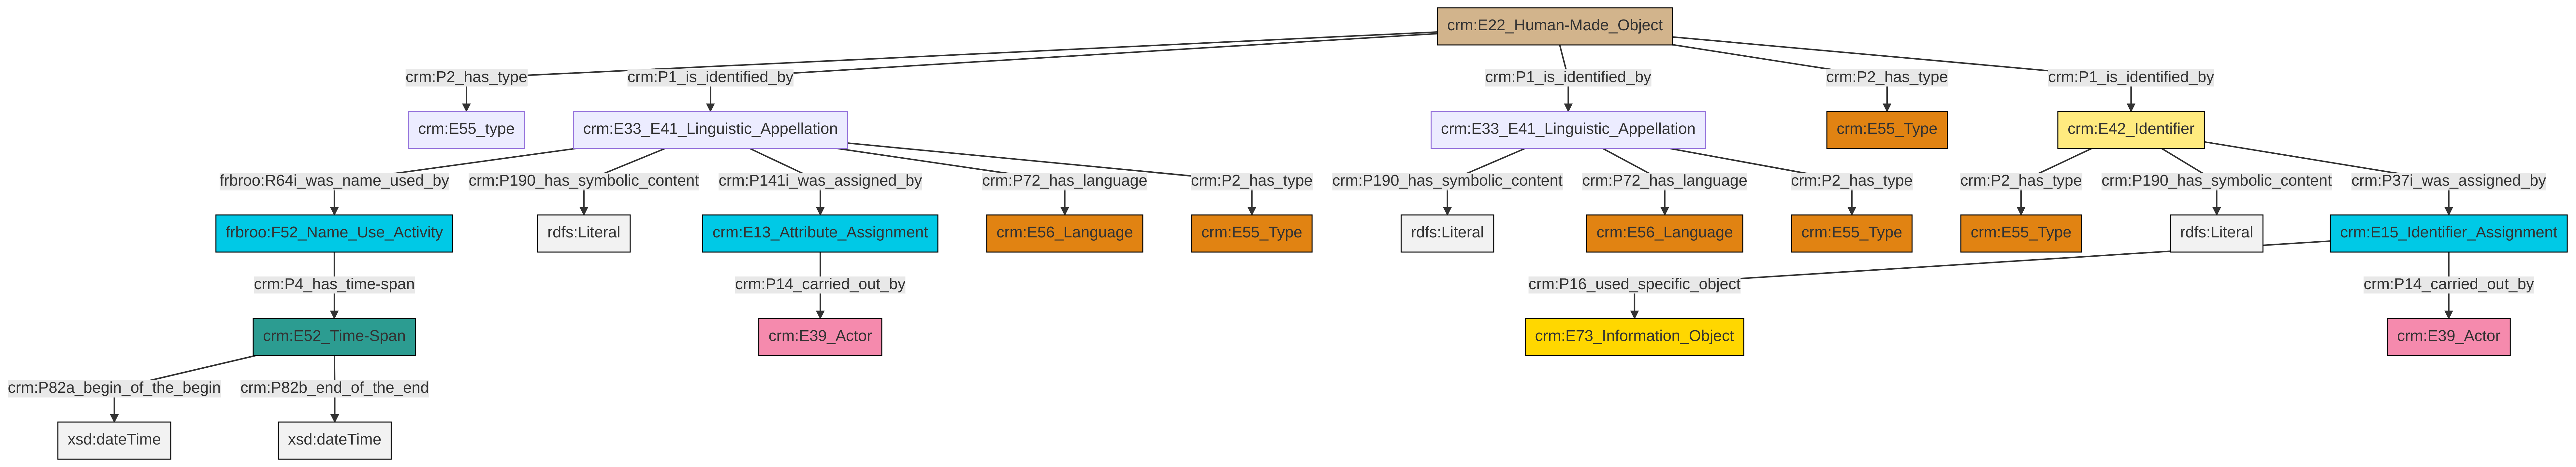 crm:E22_Human-Made_Object
crm:P2_has_type
crm:P1_is_identified_by
crm:P1_is_identified_by
crm:P2_has_type
crm:P1_is_identified_by
crm:E55_type
crm:E33_E41_Linguistic_Appellation
crm:E33_E41_Linguistic_Appellation
crm:E55_Type
crm:E42_Identifier
frbroo:R64i_was_name_used_by
crm:P190_has_symbolic_content
crm:P141i_was_assigned_by
crm:P72_has_language
crm:P2_has_type
crm:P190_has_symbolic_content
crm:P72_has_language
crm:P2_has_type
crm:P2_has_type
crm:P190_has_symbolic_content
crm:P37i_was_assigned_by
frbroo:F52_Name_Use_Activity
rdfs:Literal
crm:E13_Attribute_Assignment
crm:E56_Language
crm:E55_Type
rdfs:Literal
crm:E56_Language
crm:E55_Type
crm:E55_Type
rdfs:Literal
crm:E15_Identifier_Assignment
crm:P4_has_time-span
crm:P14_carried_out_by
crm:P16_used_specific_object
crm:P14_carried_out_by
crm:E52_Time-Span
crm:E39_Actor
crm:E73_Information_Object
crm:E39_Actor
crm:P82a_begin_of_the_begin
crm:P82b_end_of_the_end
xsd:dateTime
xsd:dateTime